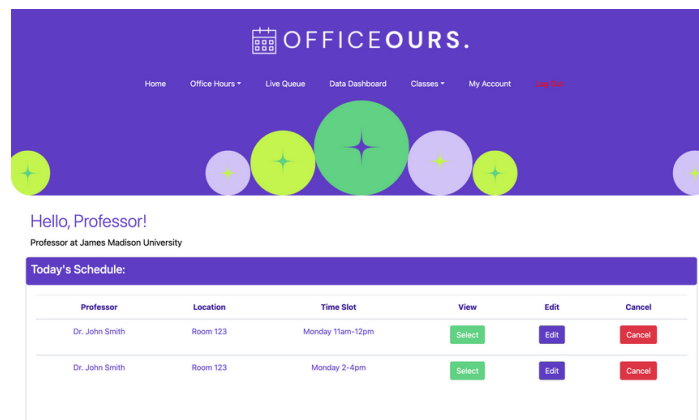 OFFICEOURS.
Home Office Hours Live Queue Data Dashboard Classes My Account Log Out
Hello, Professor!
Professor at James Madison University
Today's Schedule:
Professor Location Time Slot View Edit Cancel
Dr. John Smith Room 123 Monday 11am-12pm Select Edit Cancel
Dr. John Smith Room 123 Monday 2-4pm Select Edit Cancel